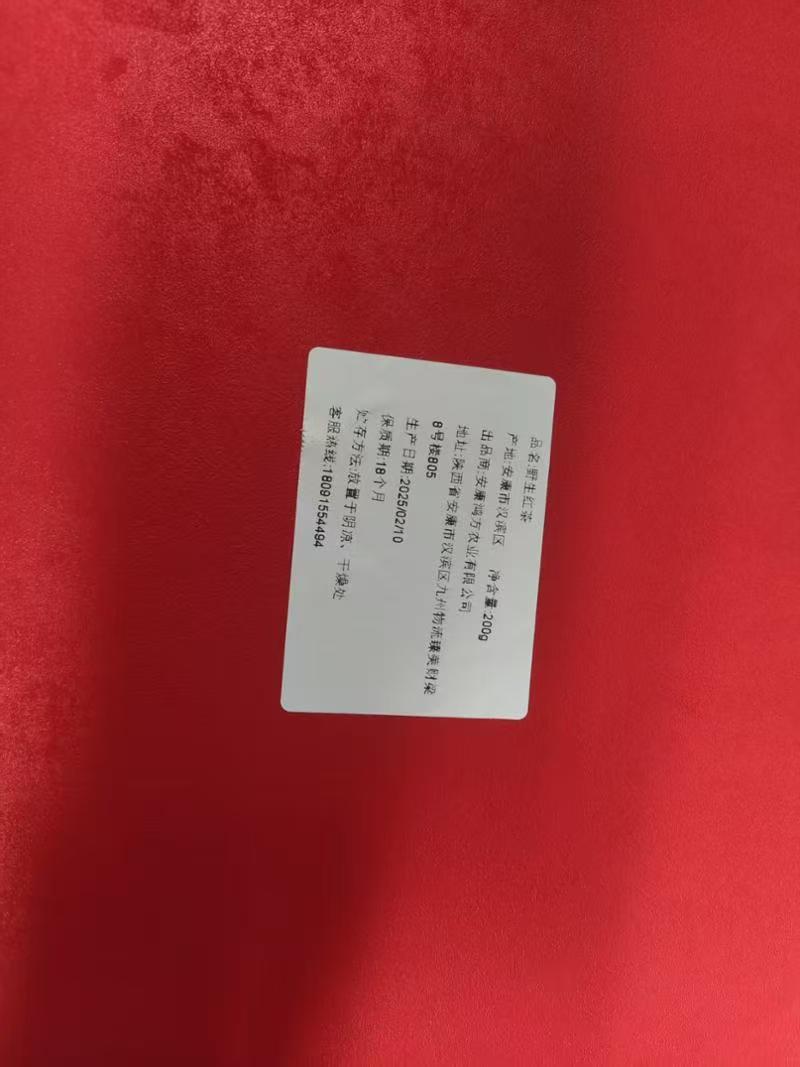 品名:野生红茶
产地:安康市汉滨区 净含量:200g
出品商:安康鸿方农业有限公司
地址:陕西省安康市汉滨区九州物流臻美财梁
8号楼805
生产日期:2025/02/10
保质期:18个月
贮存方法:放置于阴凉、干燥处
客服热线:18091554494